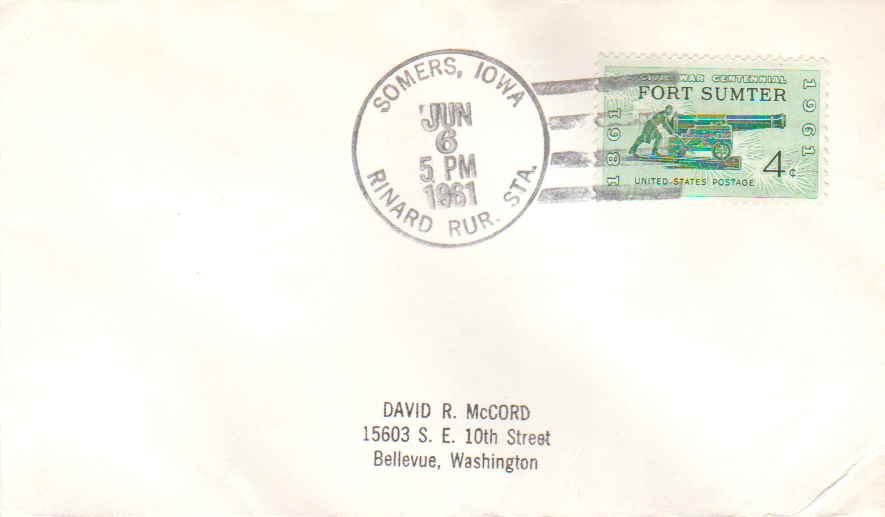 SOMERS, IOWA
JUN
6
5 PM
1961
RINARD RUR. STA.
CIVIL WAR CENTENNIAL
FORT SUMTER
1861
1961
4¢
UNITED STATES POSTAGE
DAVID R. McCORD
15603 S. E. 10th Street
Bellevue, Washington